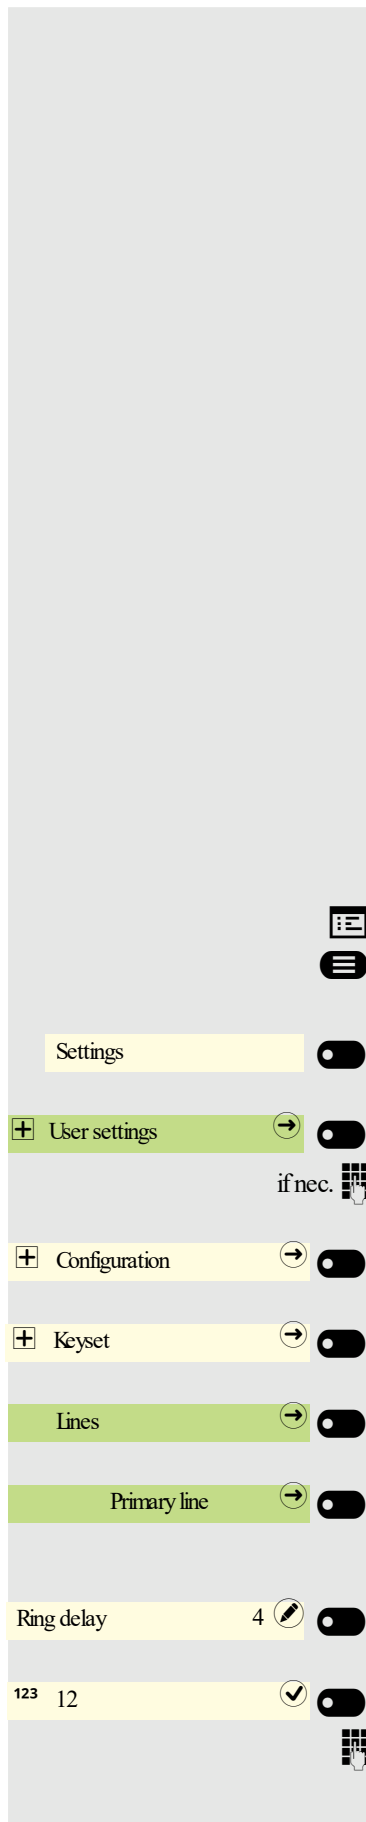 Settings
User settings
if nec.
Configuration
Keyset
Lines
Primary line
Ring delay 4
123 12